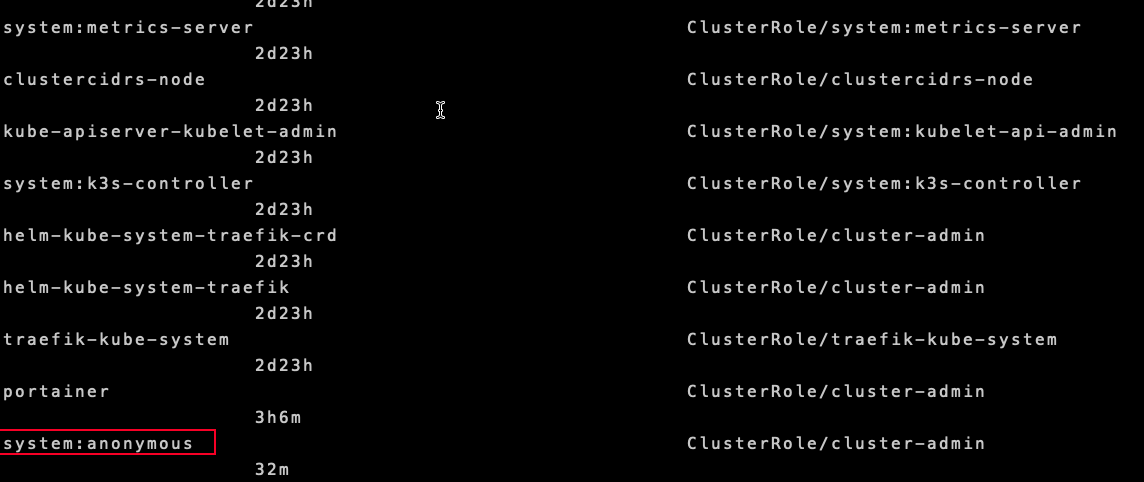 2d23h
system:metrics-server ClusterRole/system:metrics-server
2d23h
clustercidrs-node ClusterRole/clustercidrs-node
2d23h
kube-apiserver-kubelet-admin ClusterRole/system:kubelet-api-admin
2d23h
system:k3s-controller ClusterRole/system:k3s-controller
2d23h
helm-kube-system-traefik-crd ClusterRole/cluster-admin
2d23h
helm-kube-system-traefik ClusterRole/cluster-admin
2d23h
traefik-kube-system ClusterRole/traefik-kube-system
2d23h
portainer ClusterRole/cluster-admin
3h6m
system:anonymous ClusterRole/cluster-admin
32m